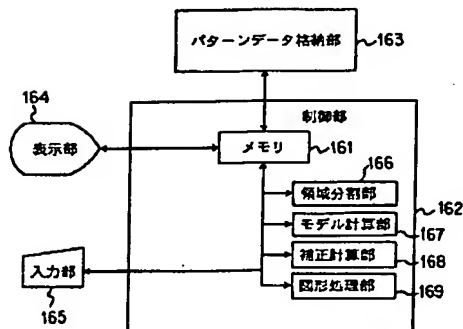 パターンデータ格納部
163
164
制御部
表示部
メモリ
161
166
領域分割部
162
モデル計算部
167
入力部
補正計算部
168
165
図形処理部
169